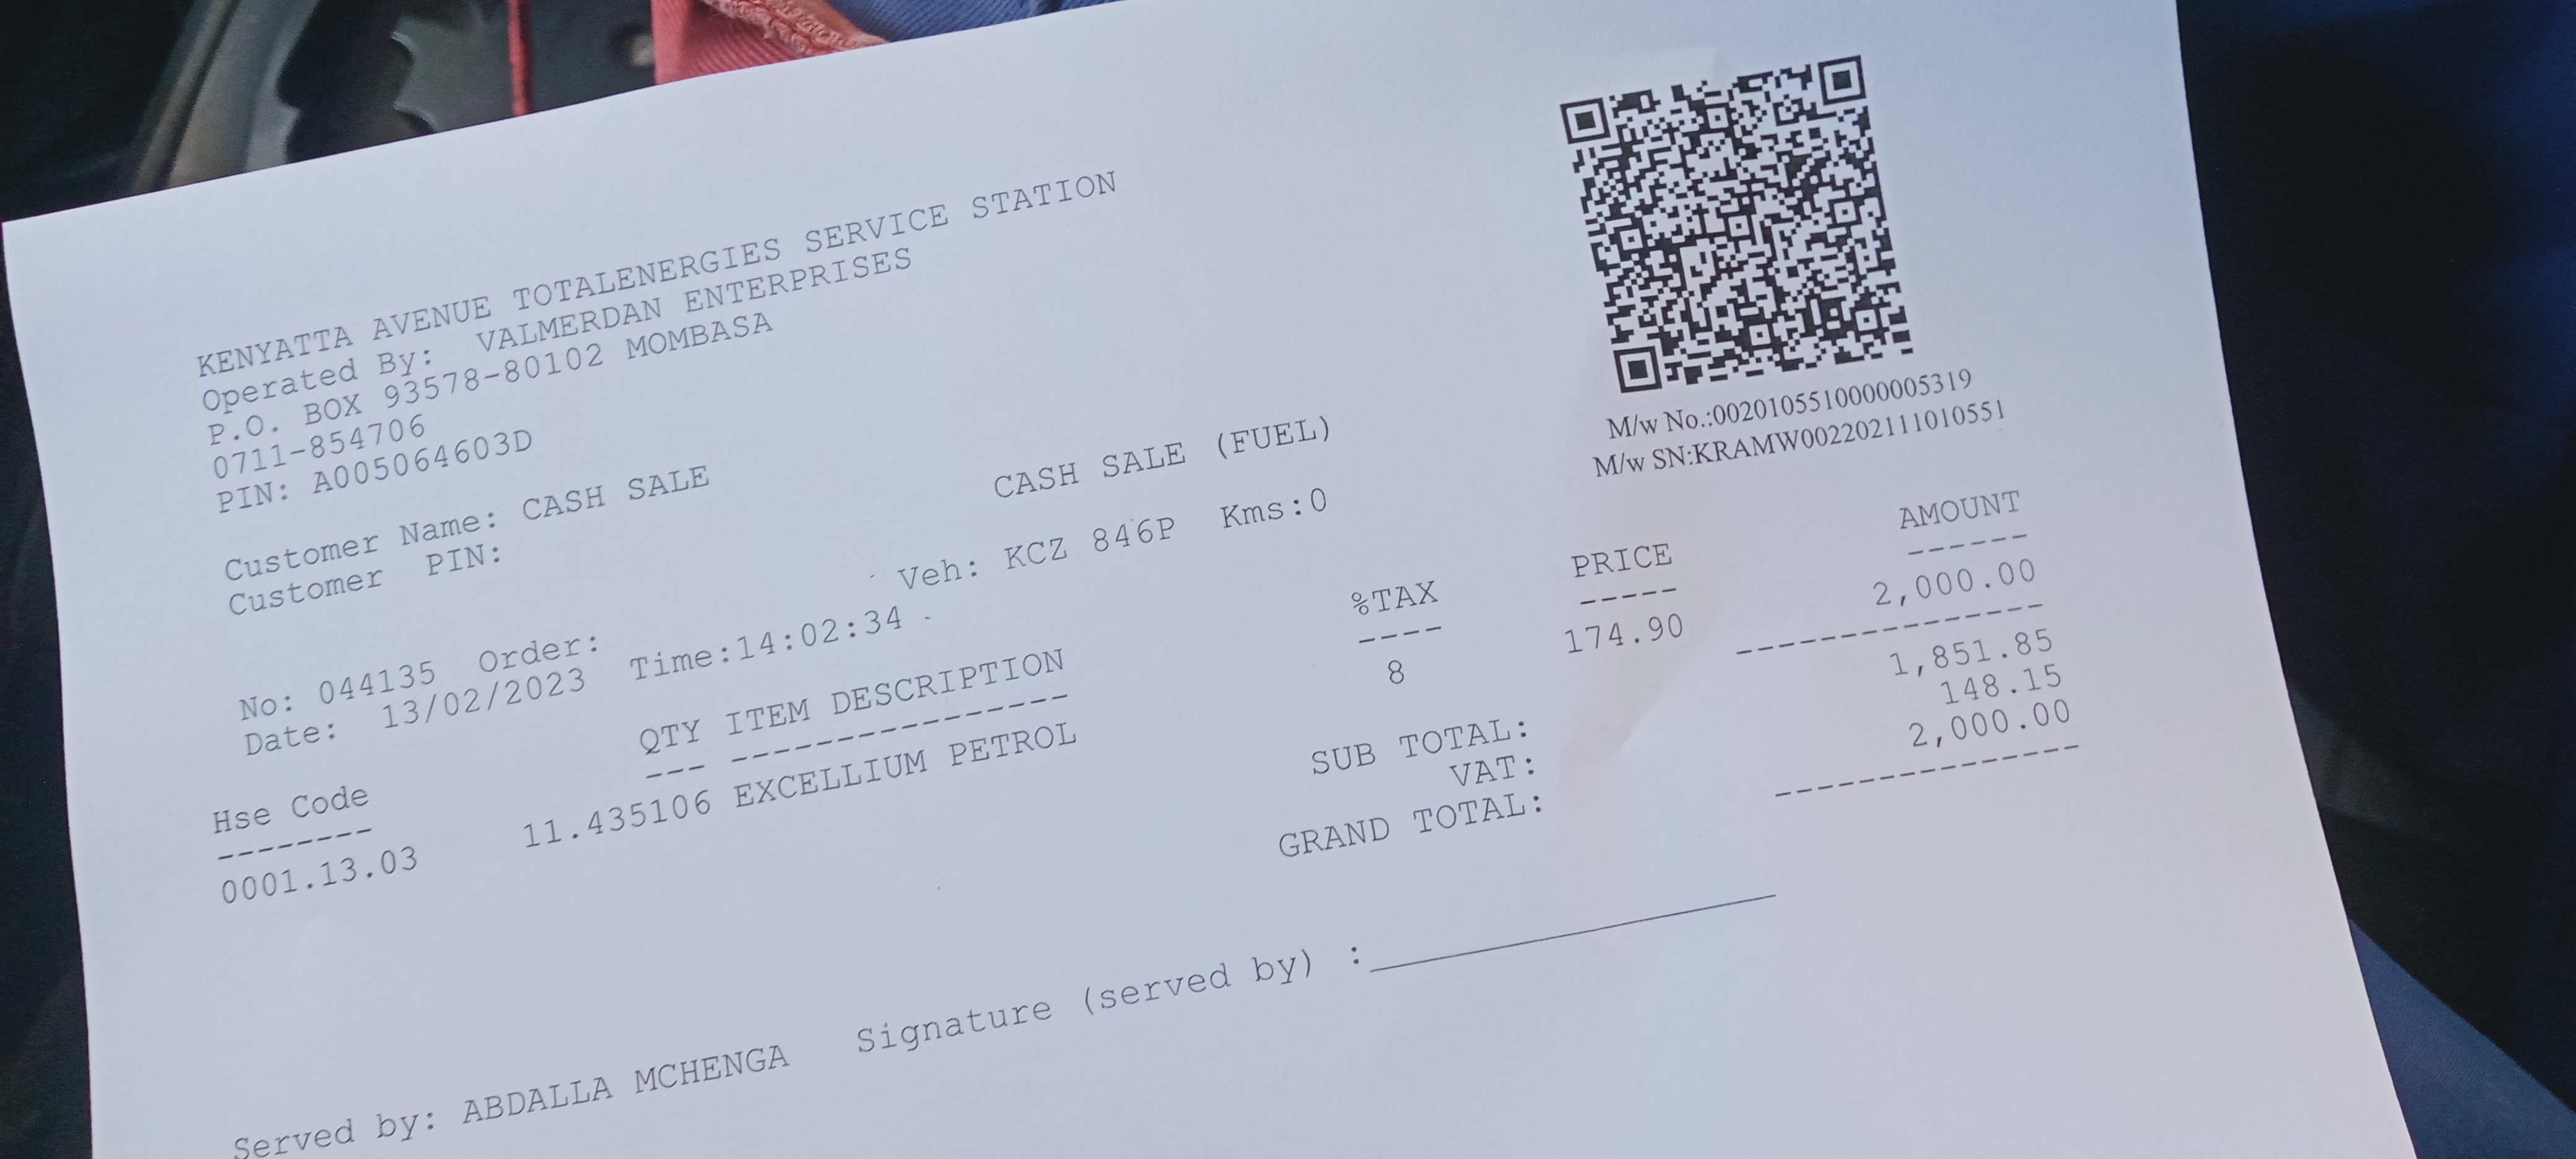 KENYATTA AVENUE TOTALENERGIES SERVICE STATION
Operated By:  VALMERDAN ENTERPRISES
P.O. BOX 93578-80102 MOMBASA
0711-854706
PIN: A005064603D
M/w No.:0020105510000005319
M/w SN:KRAMW002202111010551
Customer Name: CASH SALE
Customer  PIN:
CASH SALE (FUEL)
No: 044135  Order:
Veh: KCZ 846P  Kms:0
Date:  13/02/2023  Time:14:02:34
Hse Code QTY ITEM DESCRIPTION %TAX PRICE AMOUNT
-------- --- --------------- ---- ----- ------
0001.13.03 11.435106 EXCELLIUM PETROL 8 174.90 2,000.00
-------------
SUB TOTAL: 1,851.85
VAT: 148.15
GRAND TOTAL: 2,000.00
-------------
Served by: ABDALLA MCHENGA   Signature (served by) :__________________